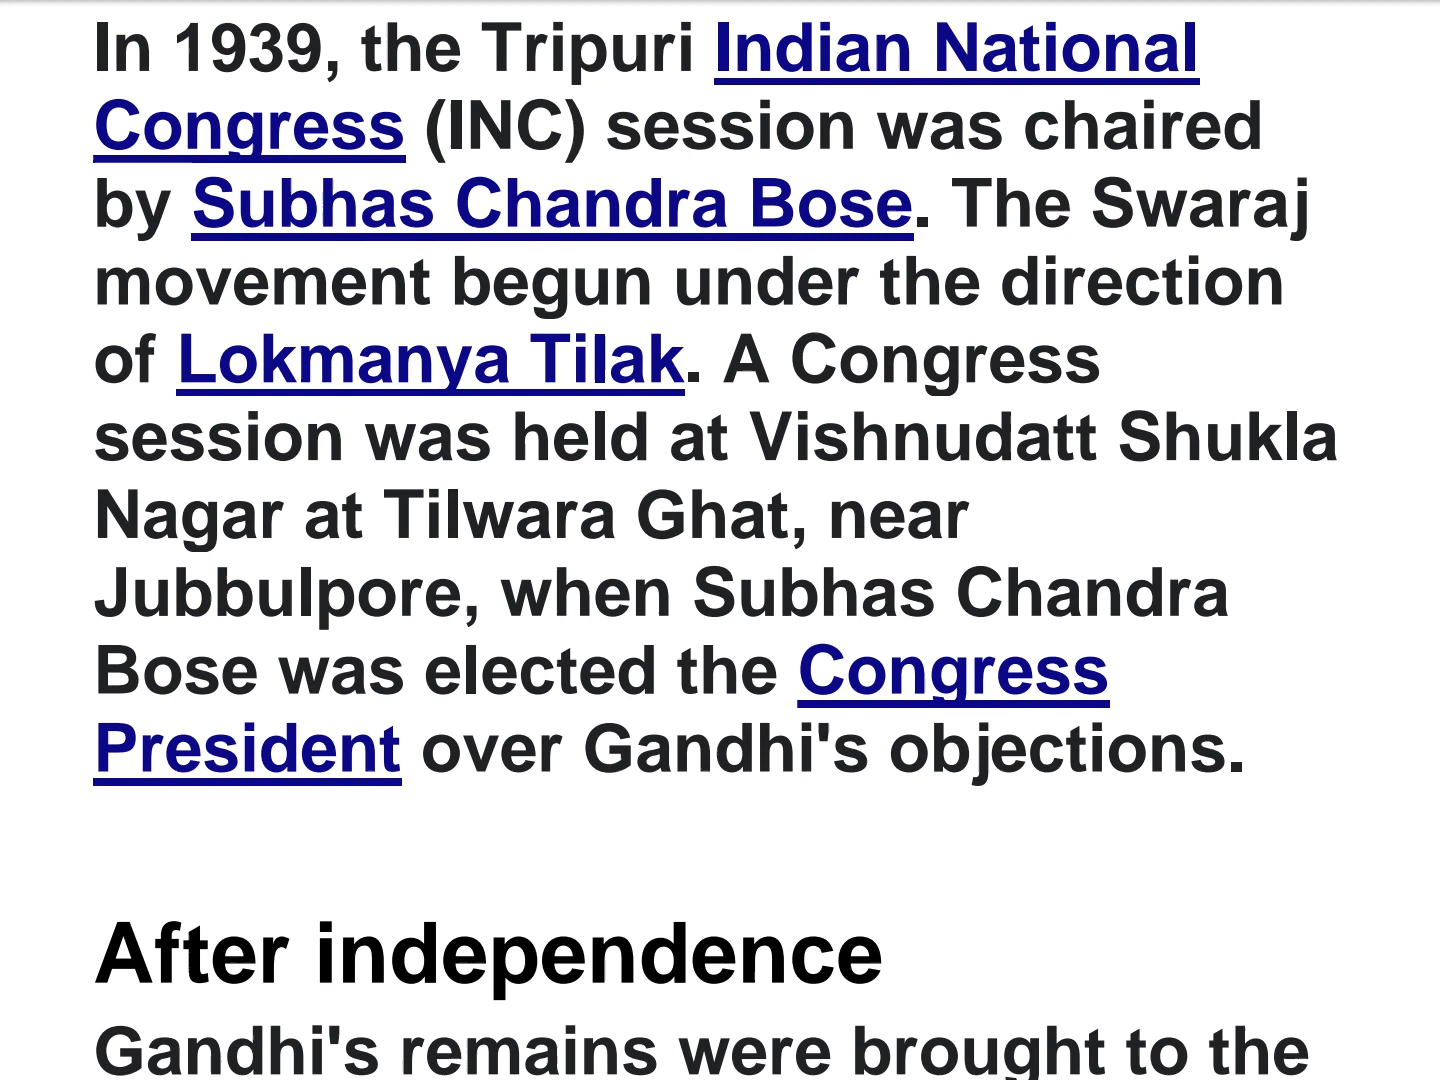 In 1939, the Tripuri Indian National
Congress (INC) session was chaired
by Subhas Chandra Bose. The Swaraj
movement begun under the direction
of Lokmanya Tilak. A Congress
session was held at Vishnudatt Shukla
Nagar at Tilwara Ghat, near
Jubbulpore, when Subhas Chandra
Bose was elected the Congress
President over Gandhi's objections.
After independence
Gandhi's remains were brought to the